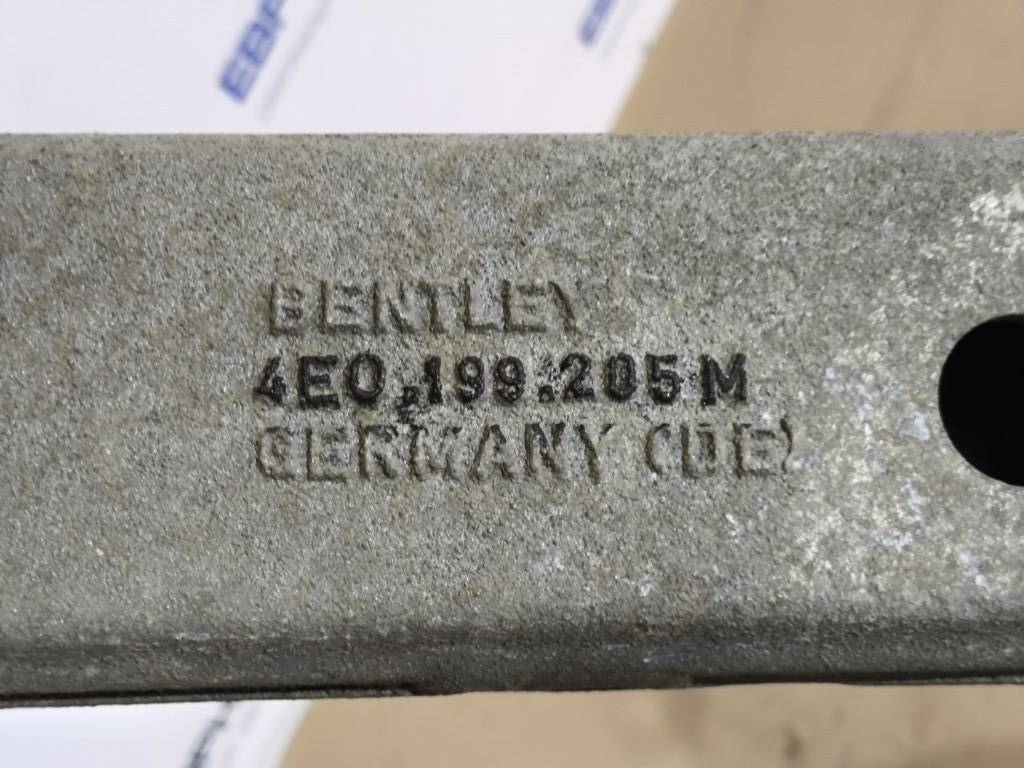 BENTLEY
4E0.199.205 M
GERMANY (DE)